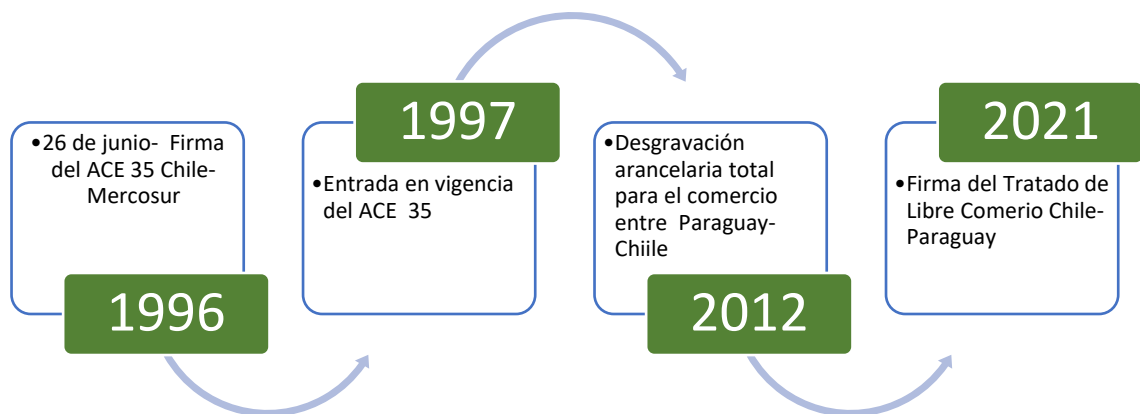 •26 de junio- Firma
del ACE 35 Chile-
Mercosur
1996
1997
•Entrada en vigencia
del ACE 35
•Desgravación
arancelaria total
para el comercio
entre Paraguay-
Chiile
2012
2021
•Firma del Tratado de
Libre Comerio Chile-
Paraguay